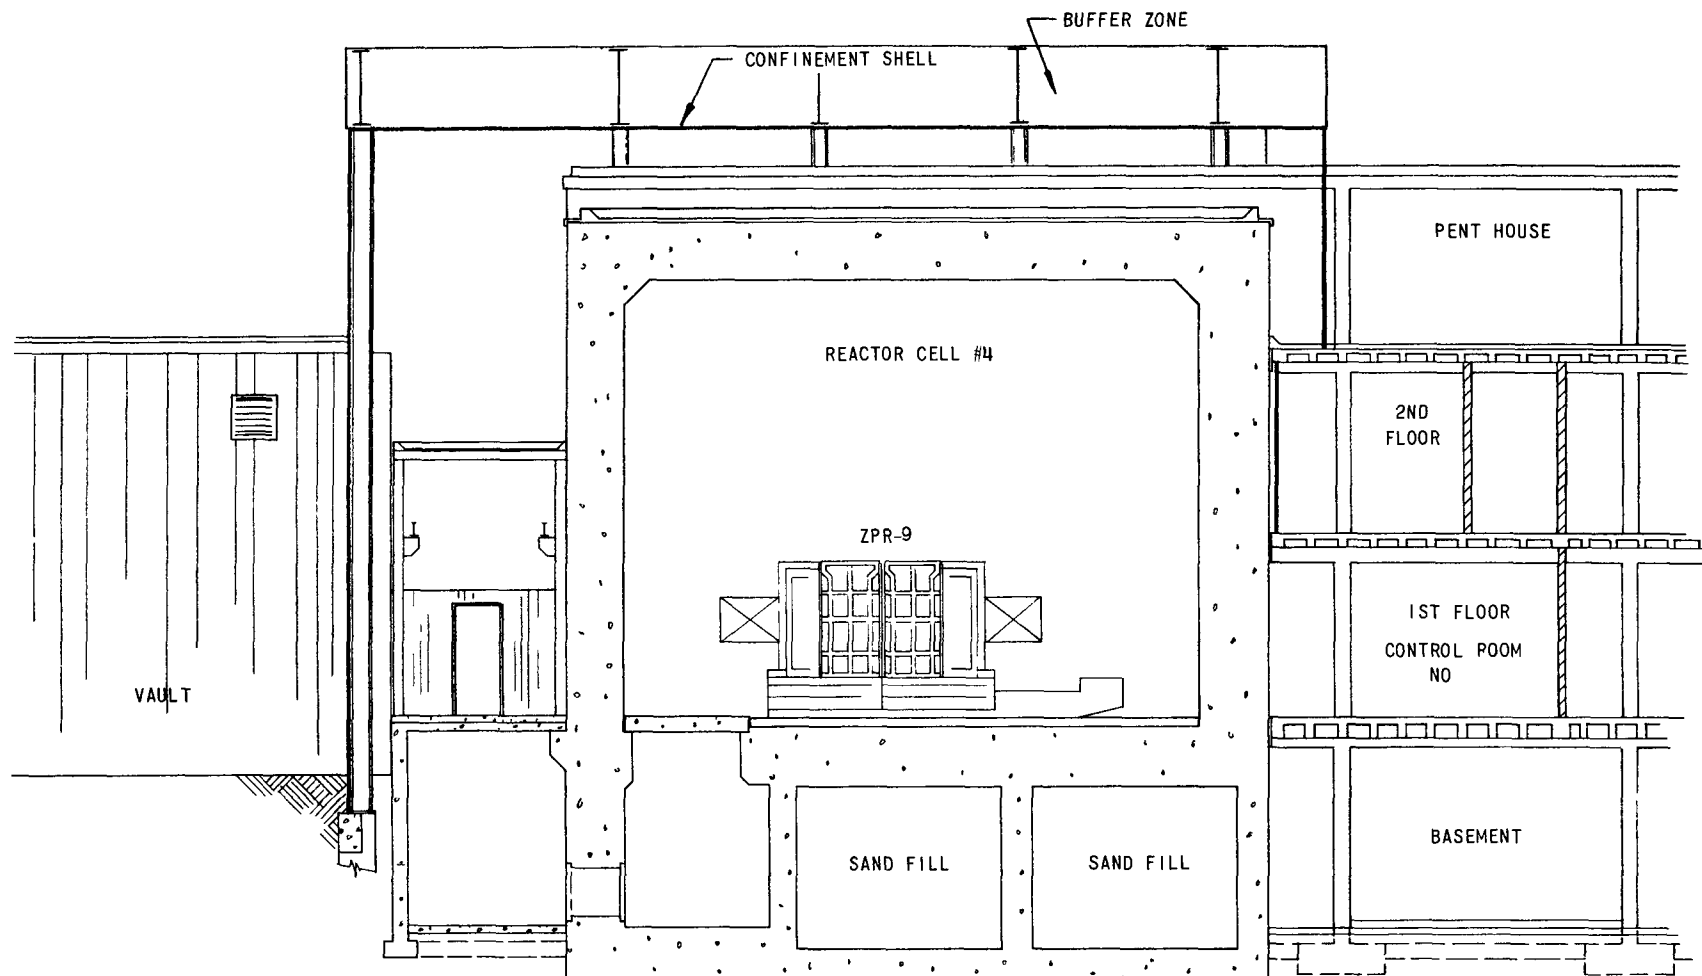 BUFFER ZONE
CONFINEMENT SHELL
PENT HOUSE
REACTOR CELL #4
2ND
FLOOR
ZPR-9
1ST FLOOR
CONTROL POOM
NO
VAULT
BASEMENT
SAND FILL
SAND FILL